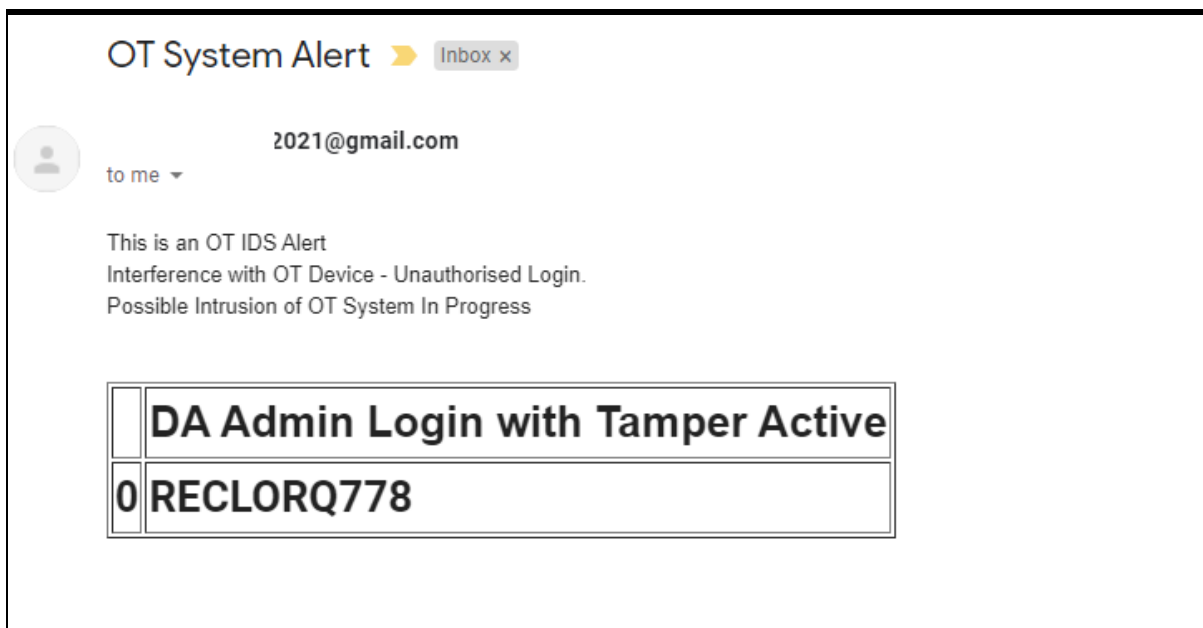 OT System Alert Inbox ×
2021@gmail.com
to me
This is an OT IDS Alert
Interference with OT Device - Unauthorised Login.
Possible Intrusion of OT System In Progress
DA Admin Login with Tamper Active
0 RECLORQ778